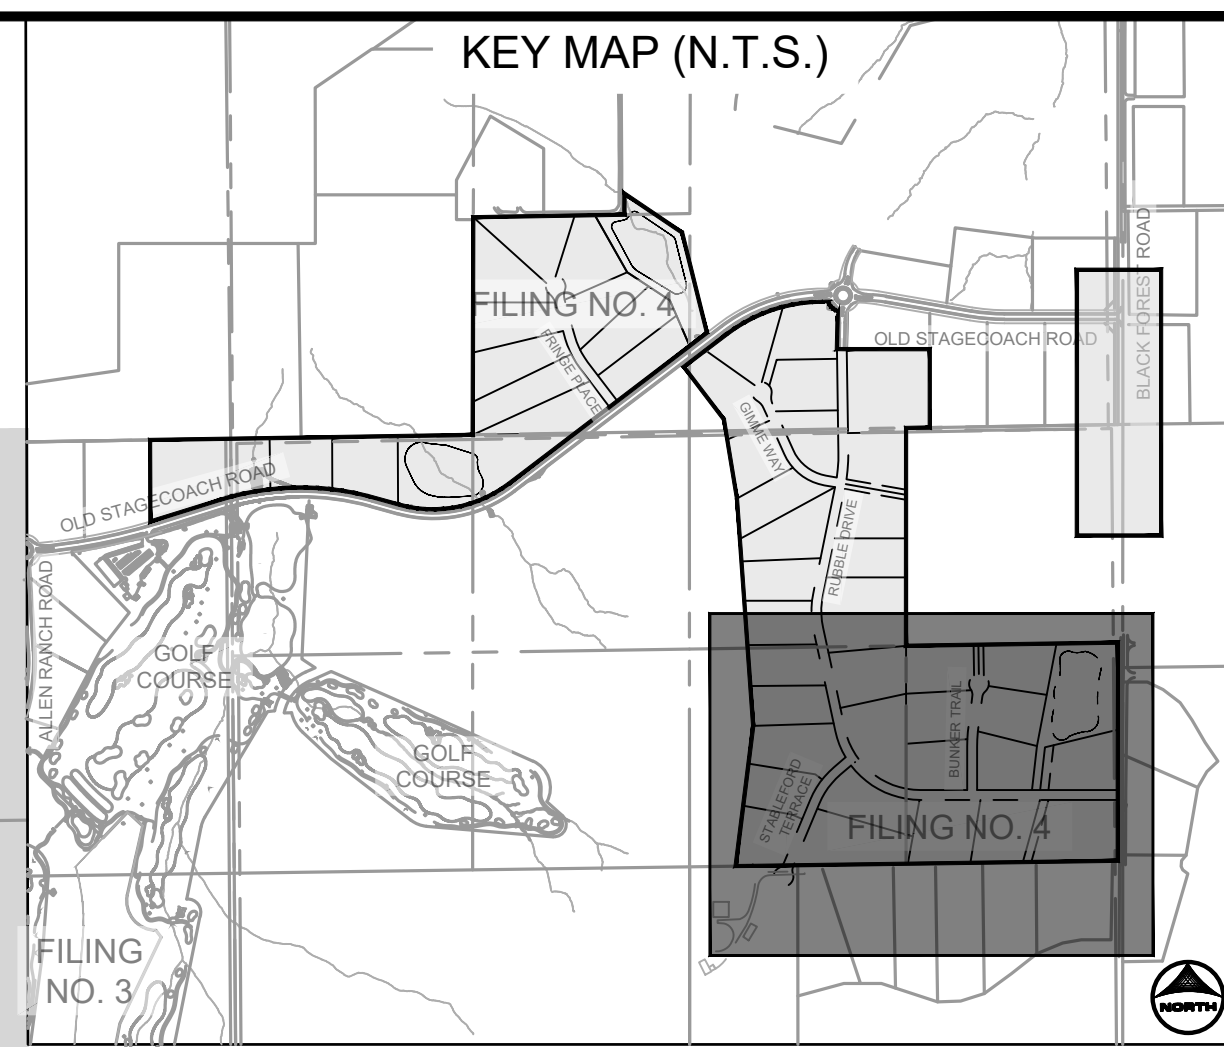 KEY MAP (N.T.S.)
BLACK FOREST ROAD
FILING NO. 4
OLD STAGECOACH ROAD
FRINGE PLACE
GIMME WAY
OLD STAGECOACH ROAD
RUBBLE DRIVE
ALLEN RANCH ROAD
GOLF
COURSE
GOLF
COURSE
BUNKER TRAIL
STABLEFORD
TERRACE
FILING NO. 4
FILING
NO. 3
NORTH